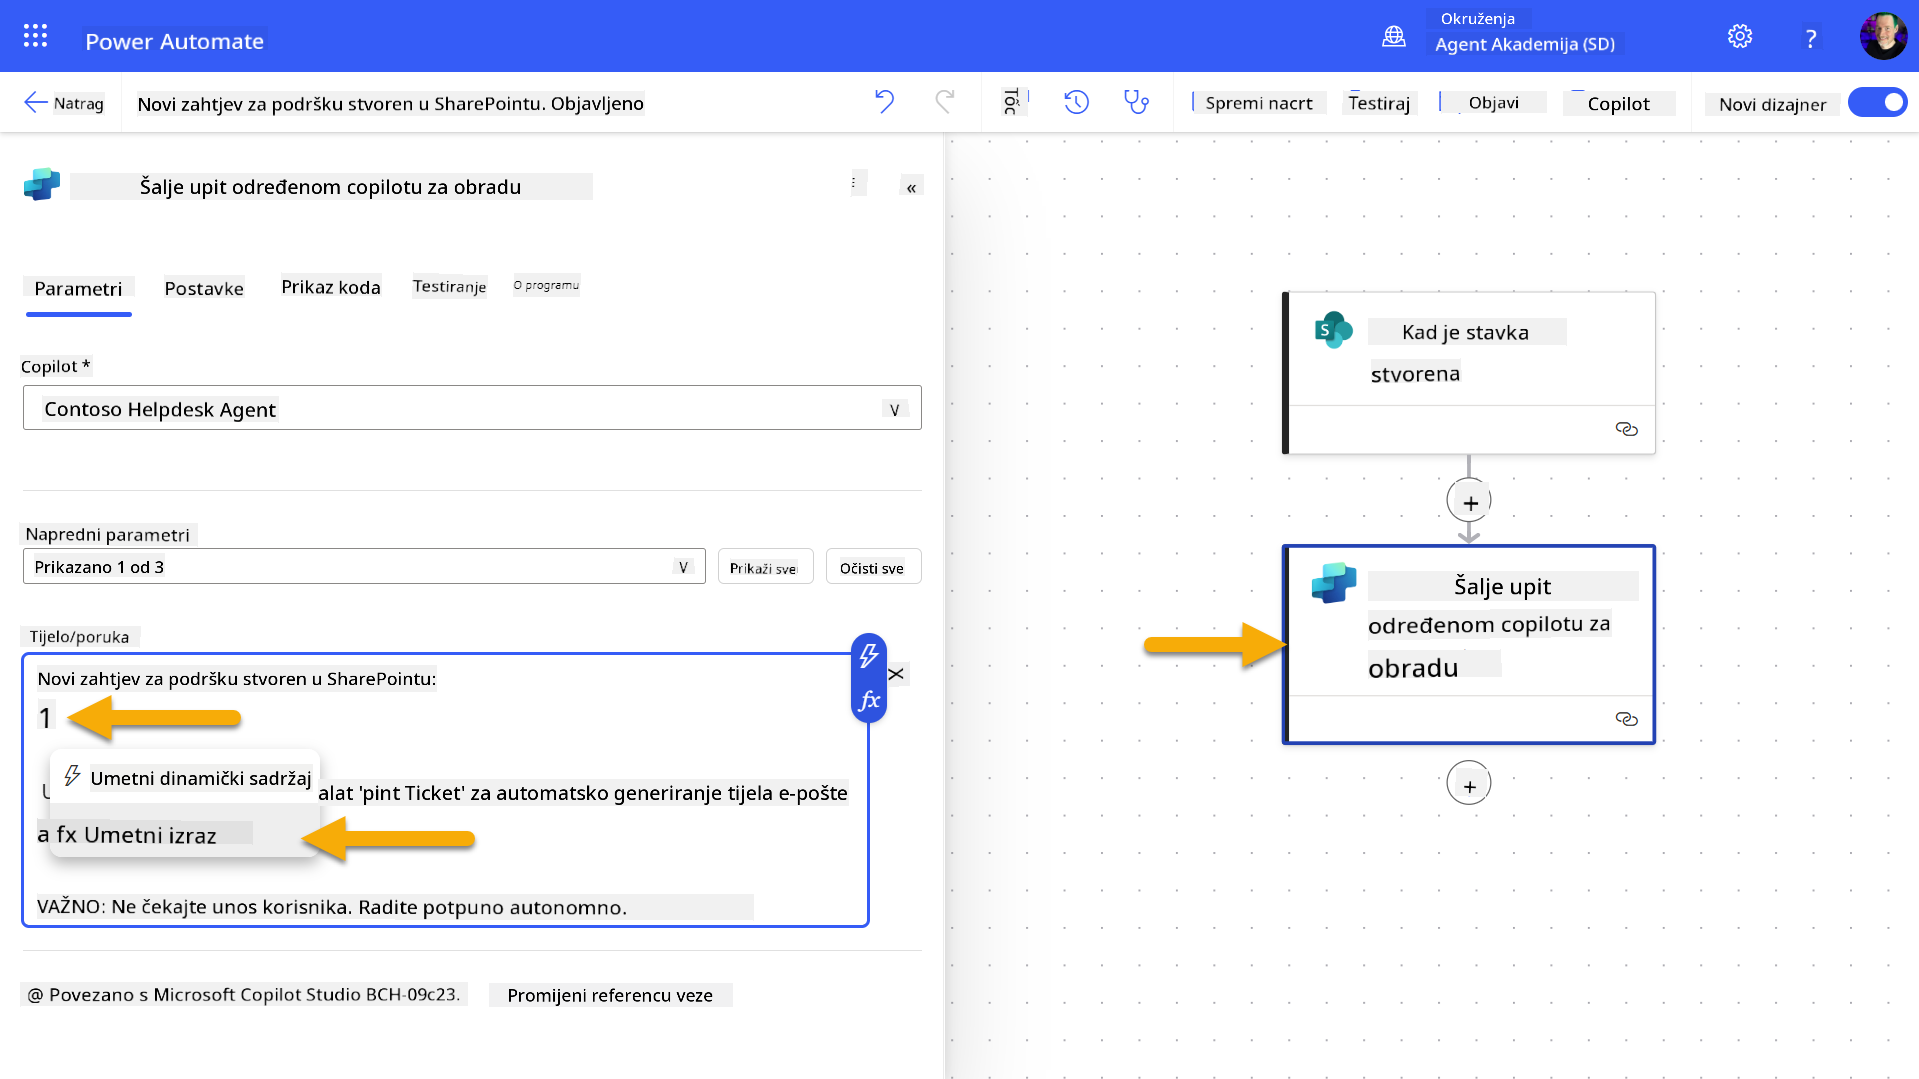 Power Automate
Okruženja
Agent Akademija (SD)
?
Natrag
Novi zahtjev za podršku stvoren u SharePointu. Objavljeno
Spremi nacrt
Testiraj
Objavi
Copilot
Novi dizajner
Šalje upit određenom copilotu za obradu
«
Parametri
Postavke
Prikaz koda
Testiranje
O programu
Copilot *
Contoso Helpdesk Agent
V
Napredni parametri
Prikazano 1 od 3
V
Prikaži sve
Očisti sve
Tijelo/poruka
Novi zahtjev za podršku stvoren u SharePointu:
1
fx
Umetni dinamički sadržaj
alat 'pint Ticket' za automatsko generiranje tijela e-pošte
a fx Umetni izraz
VAŽNO: Ne čekajte unos korisnika. Radite potpuno autonomno.
@ Povezano s Microsoft Copilot Studio BCH-09c23.
Promijeni referencu veze
S
Kad je stavka
stvorena
+
Šalje upit
određenom copilotu za
obradu
+